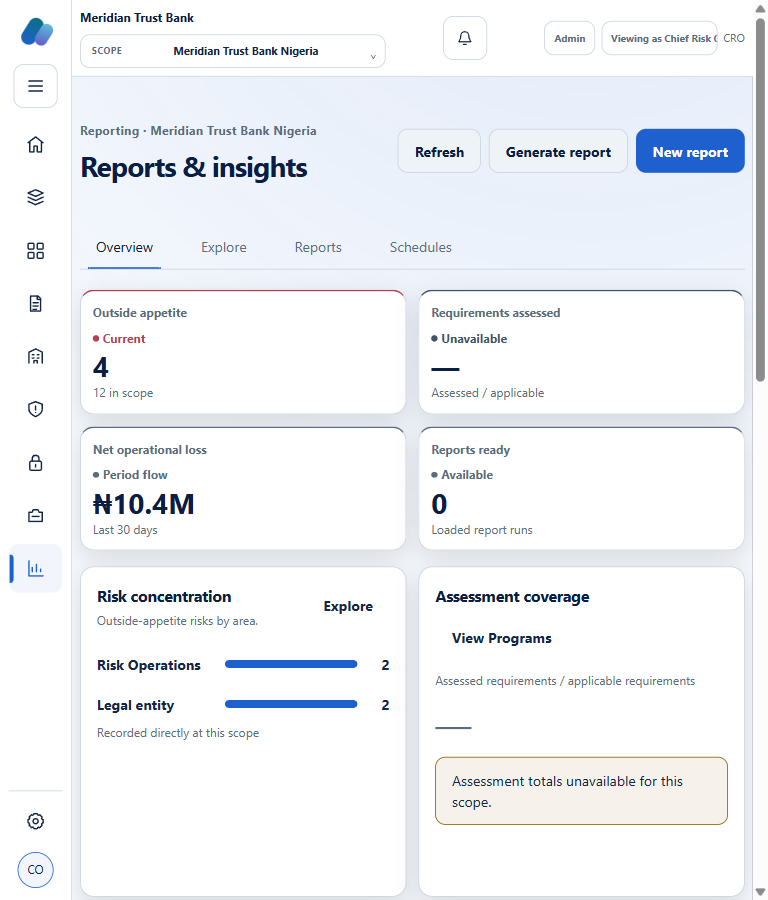 Meridian Trust Bank
SCOPE Meridian Trust Bank Nigeria
Admin
Viewing as Chief Risk
CRO
Reporting · Meridian Trust Bank Nigeria
Reports & insights
Refresh
Generate report
New report
Overview Explore Reports Schedules
Outside appetite
Current
4
12 in scope
Requirements assessed
Unavailable
—
Assessed / applicable
Net operational loss
Period flow
₦10.4M
Last 30 days
Reports ready
Available
0
Loaded report runs
Risk concentration
Outside-appetite risks by area.
Explore
Risk Operations 2
Legal entity 2
Recorded directly at this scope
Assessment coverage
View Programs
Assessed requirements / applicable requirements
—
Assessment totals unavailable for this
scope.
CO